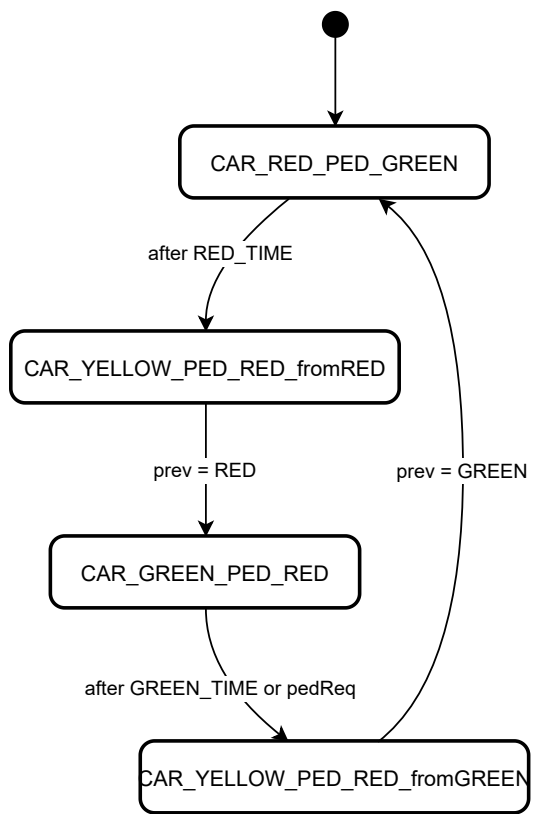 CAR_RED_PED_GREEN
after RED_TIME
CAR_YELLOW_PED_RED_fromRED
prev = RED
prev = GREEN
CAR_GREEN_PED_RED
after GREEN_TIME or pedReq
CAR_YELLOW_PED_RED_fromGREEN